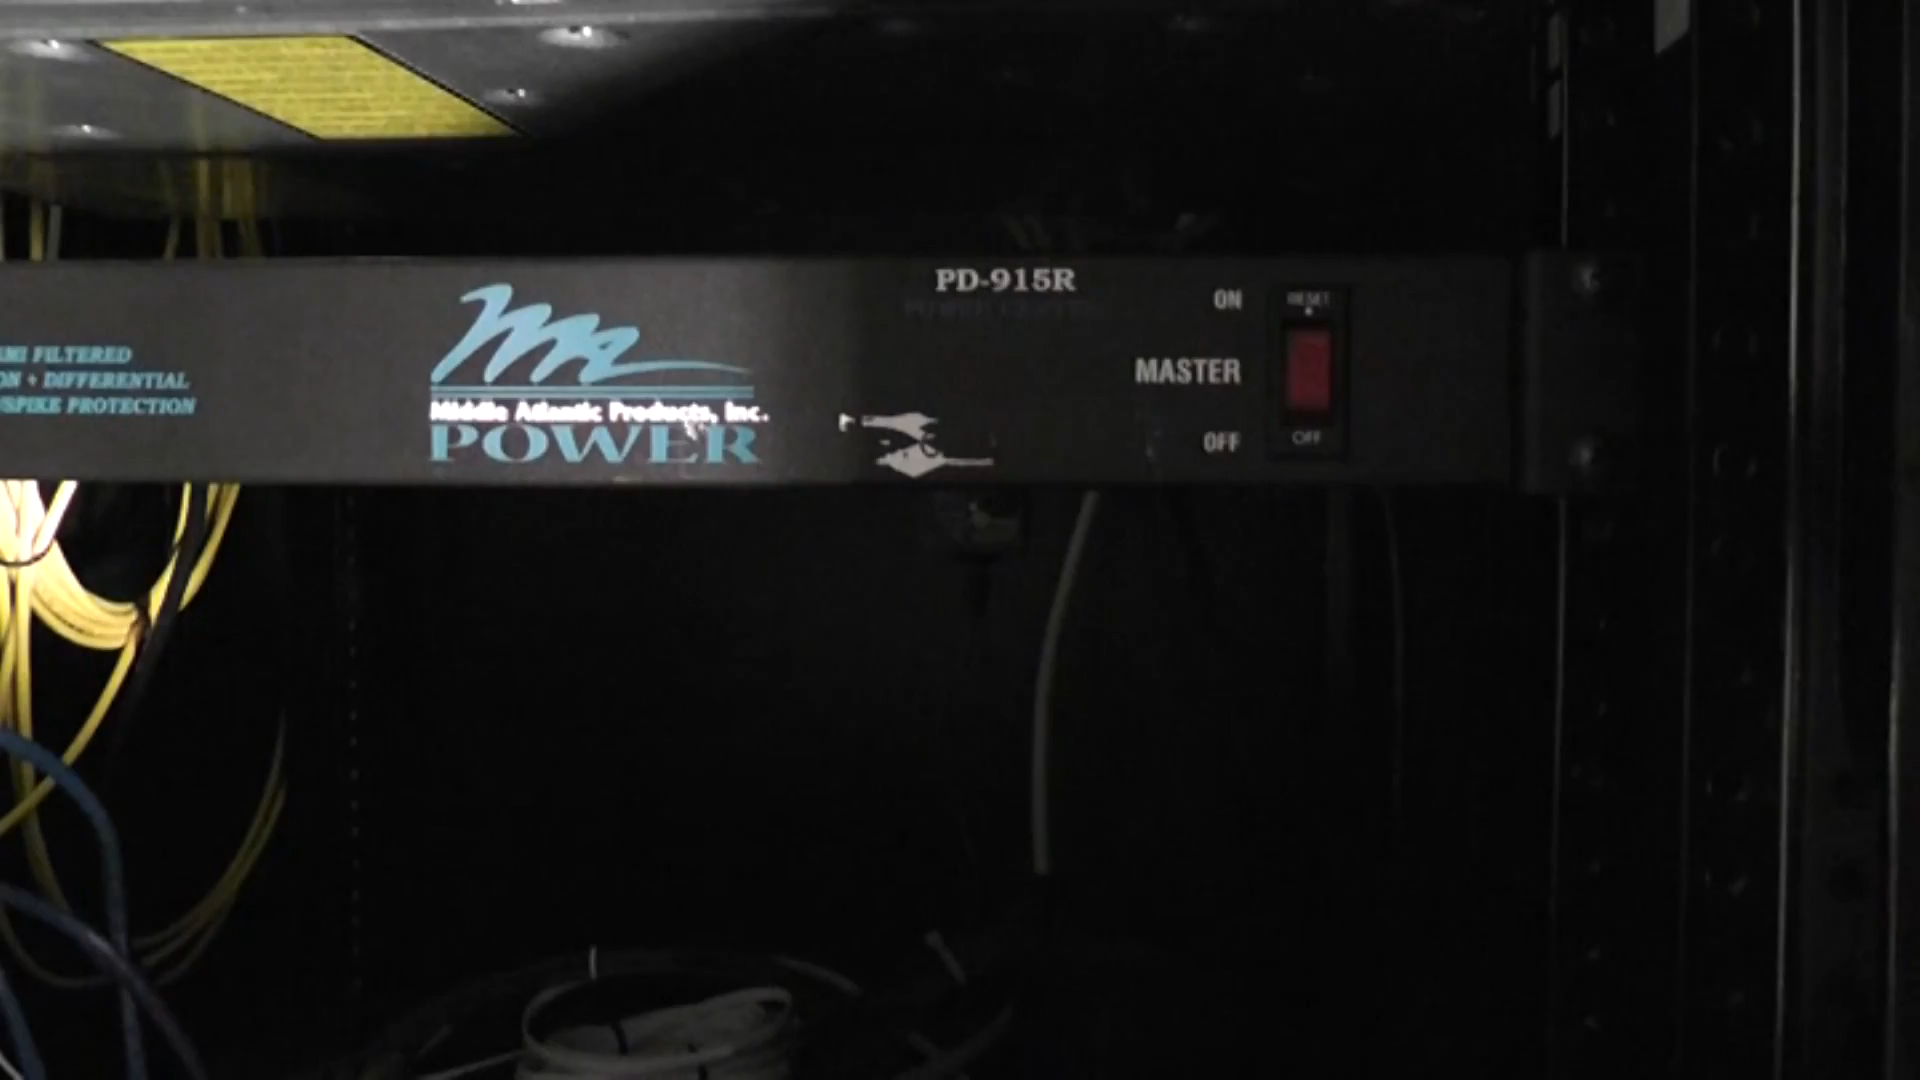 MI FILTERED
ON + DIFFERENTIAL
/SPIKE PROTECTION
Middle Atlantic Products, Inc.
POWER
PD-915R
ON
RESET
MASTER
OFF
OFF